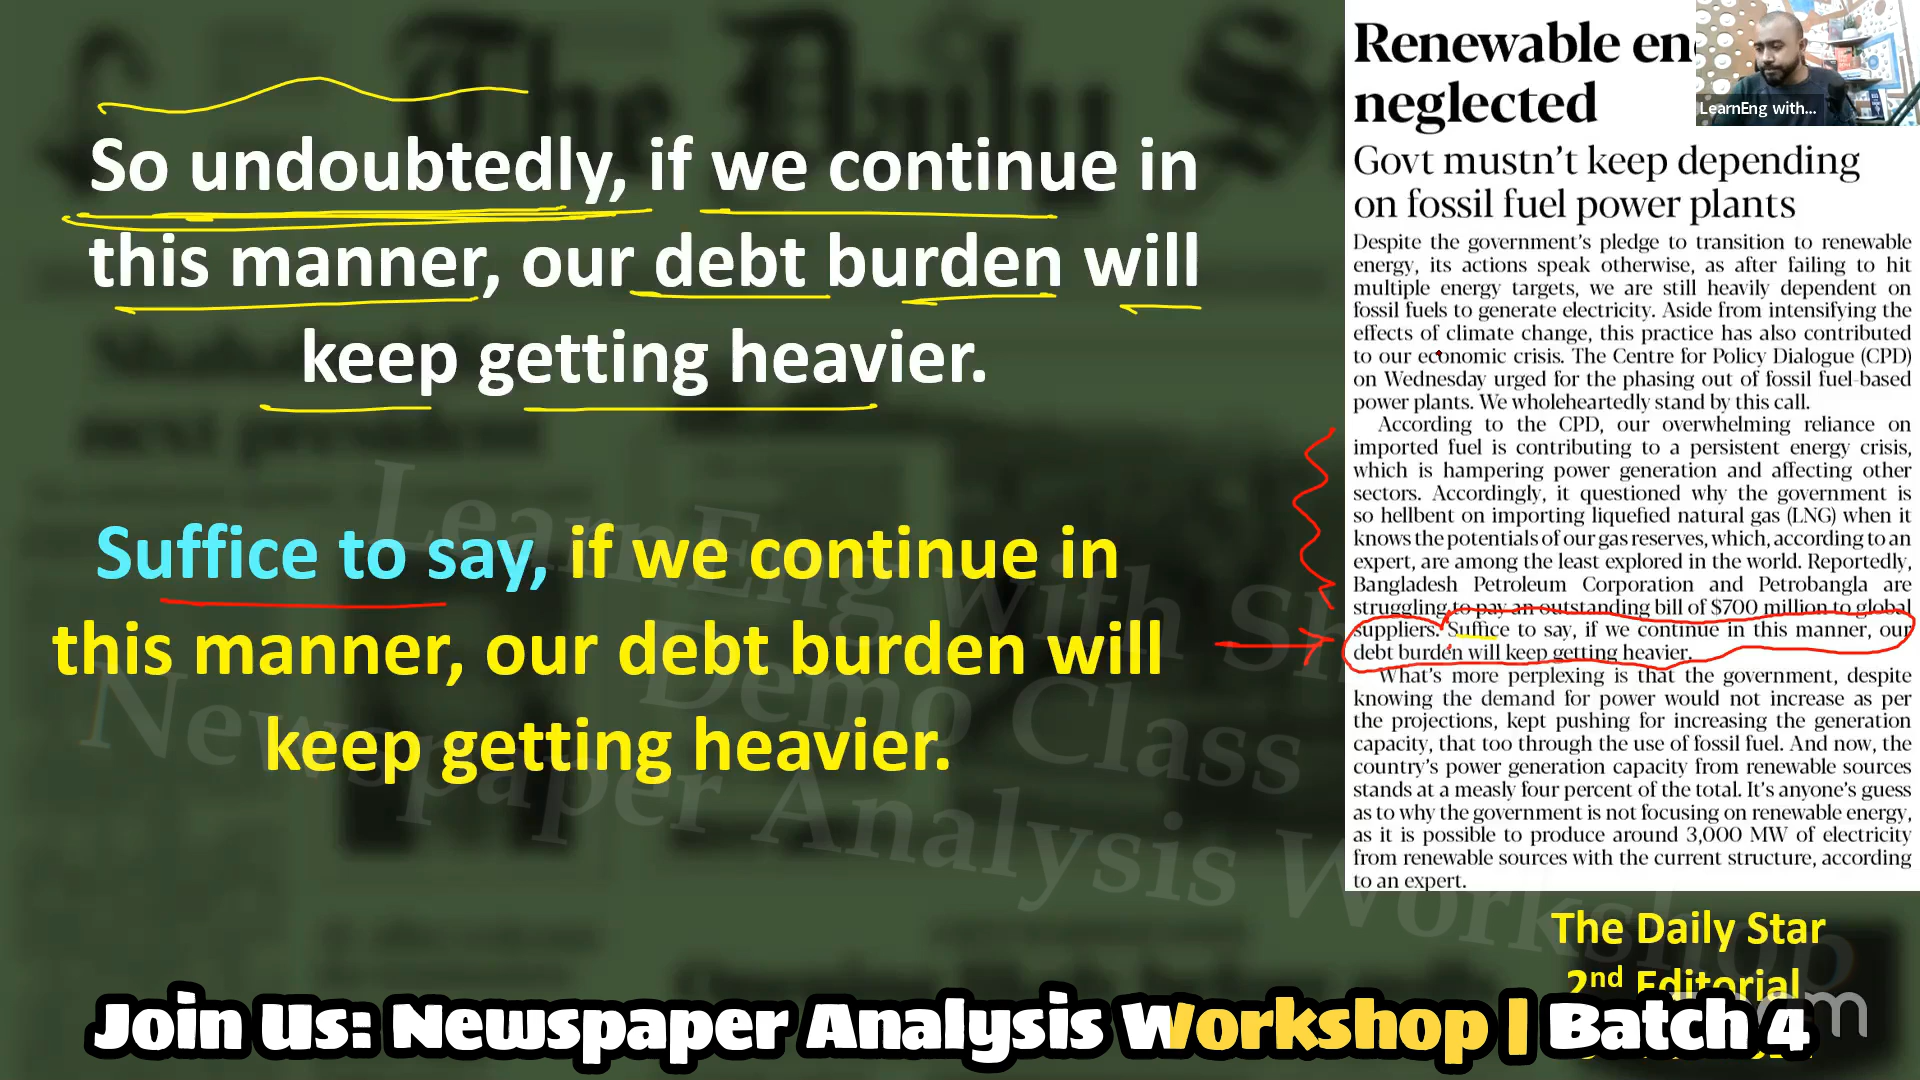 So undoubtedly, if we continue in
this manner, our debt burden will
keep getting heavier.
Suffice to say, if we continue in
this manner, our debt burden will
keep getting heavier.
LearnEng with Sh
Demo Class
Newspaper Analysis Workshop
Renewable en
neglected
LearnEng with...
Govt mustn't keep depending
on fossil fuel power plants
Despite the government's pledge to transition to renewable
energy, its actions speak otherwise, as after failing to hit
multiple energy targets, we are still heavily dependent on
fossil fuels to generate electricity. Aside from intensifying the
effects of climate change, this practice has also contributed
to our economic crisis. The Centre for Policy Dialogue (CPD)
on Wednesday urged for the phasing out of fossil fuel-based
power plants. We wholeheartedly stand by this call.
According to the CPD, our overwhelming reliance on
imported fuel is contributing to a persistent energy crisis,
which is hampering power generation and affecting other
sectors. Accordingly, it questioned why the government is
so hellbent on importing liquefied natural gas (LNG) when it
knows the potentials of our gas reserves, which, according to an
expert, are among the least explored in the world. Reportedly,
Bangladesh Petroleum Corporation and Petrobangla are
struggling to pay an outstanding bill of $700 million to global
suppliers. Suffice to say, if we continue in this manner, our
debt burden will keep getting heavier.
What's more perplexing is that the government, despite
knowing the demand for power would not increase as per
the projections, kept pushing for increasing the generation
capacity, that too through the use of fossil fuel. And now, the
country's power generation capacity from renewable sources
stands at a measly four percent of the total. It's anyone's guess
as to why the government is not focusing on renewable energy,
as it is possible to produce around 3,000 MW of electricity
from renewable sources with the current structure, according
to an expert.
The Daily Star
2nd Editorial
Join Us: Newspaper Analysis Workshop | Batch 4